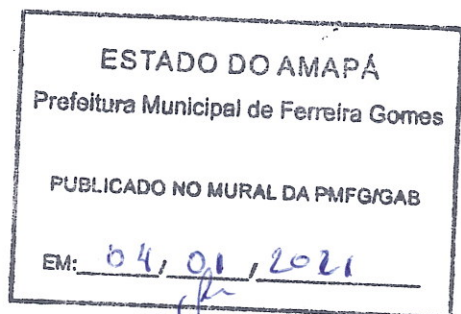 ESTADO DO AMAPÁ
Prefeitura Municipal de Ferreira Gomes
PUBLICADO NO MURAL DA PMFG/GAB
EM: 04, 01, 2021